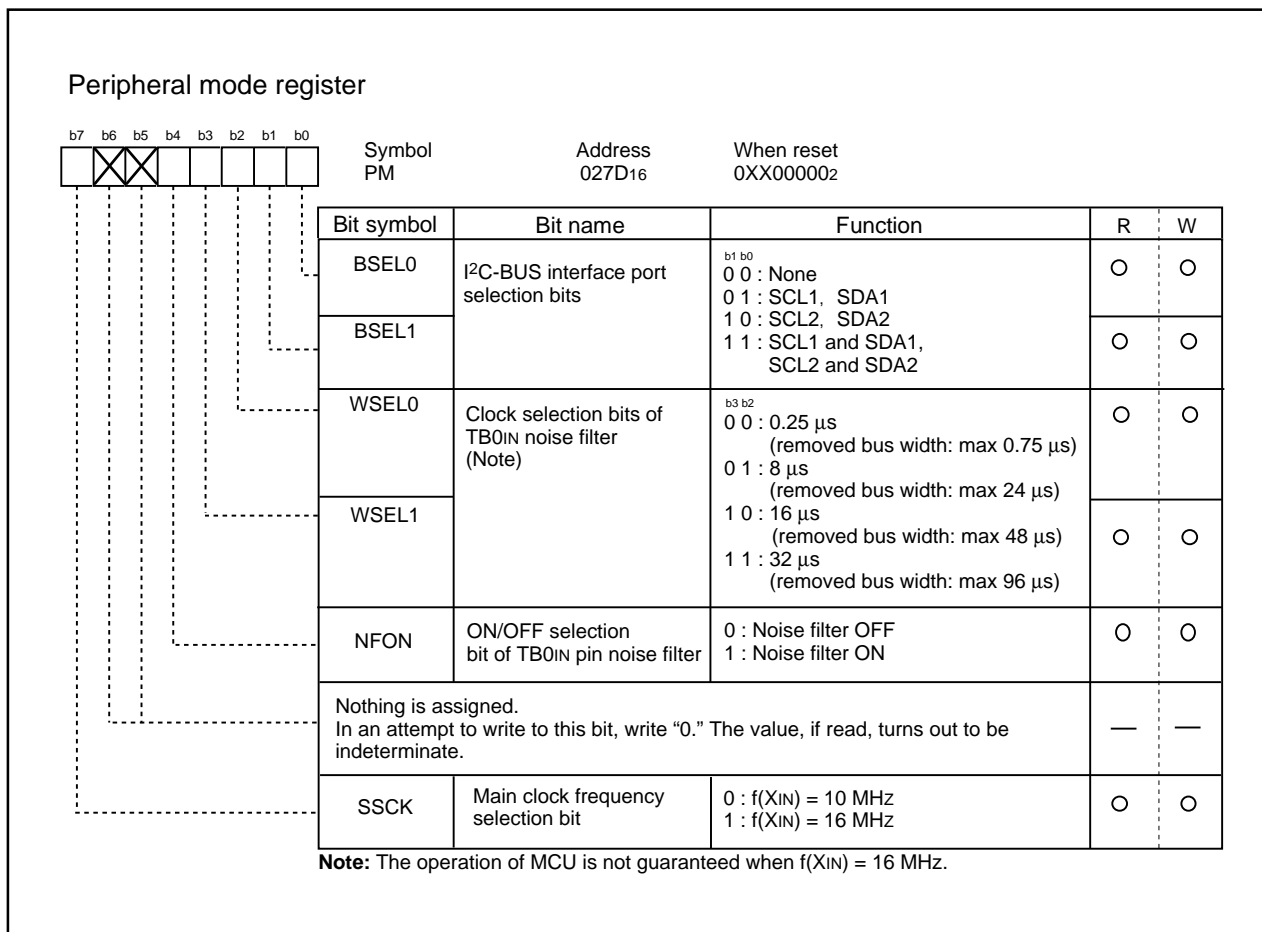 Peripheral mode register
b7 b6 b5 b4 b3 b2 b1 b0
Symbol Address When reset
PM 027D16 0XX000002
Bit symbol Bit name Function R W
BSEL0
I2C-BUS interface port
selection bits
b1 b0
0 0 : None
0 1 : SCL1, SDA1
1 0 : SCL2, SDA2
1 1 : SCL1 and SDA1,
SCL2 and SDA2
BSEL1
WSEL0
Clock selection bits of
TB0IN noise filter
(Note)
b3 b2
0 0 : 0.25 μs
(removed bus width: max 0.75 μs)
0 1 : 8 μs
(removed bus width: max 24 μs)
1 0 : 16 μs
(removed bus width: max 48 μs)
1 1 : 32 μs
(removed bus width: max 96 μs)
WSEL1
NFON
ON/OFF selection
bit of TB0IN pin noise filter
0 : Noise filter OFF
1 : Noise filter ON
Nothing is assigned.
In an attempt to write to this bit, write “0.” The value, if read, turns out to be
indeterminate.
SSCK
Main clock frequency
selection bit
0 : f(XIN) = 10 MHz
1 : f(XIN) = 16 MHz
Note: The operation of MCU is not guaranteed when f(XIN) = 16 MHz.